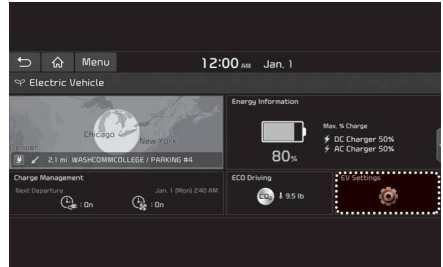 Menu
12:00 AM Jan. 1
Electric Vehicle
Energy Information
Denver
Chicago
New York
2.1 mi WASHCOMMCOLLEGE / PARKING #4
Max. % Charge
DC Charger 50%
AC Charger 50%
80%
Charge Management
Next Departure Jan. 1 (Mon) 2:40 AM
: On : On
ECO Driving
CO₂ 9.5 lb
EV Settings